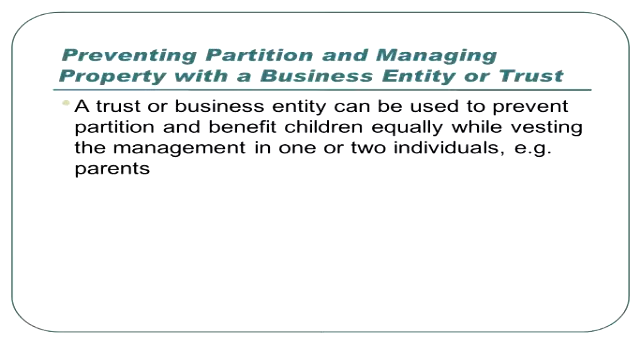 Preventing Partition and Managing
Property with a Business Entity or Trust
A trust or business entity can be used to prevent
partition and benefit children equally while vesting
the management in one or two individuals, e.g.
parents